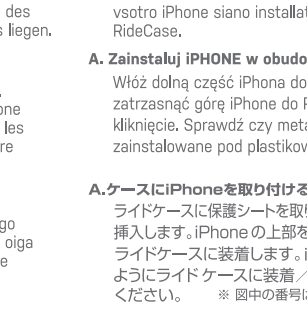 des
liegen.
one
les
re
go
oiga
e
vsotro iPhone siano installat
RideCase.
A. Zainstaluj iPHONE w obudo
Włóż dolną część iPhona do
zatrzasnąć górę iPhone do R
kliknięcie. Sprawdź czy meta
zainstalowane pod plastikow
A.ケースにiPhoneを取り付ける
ライドケースに保護シートを取り
挿入します。iPhoneの上部を
ライドケースに装着します。i
ようにライドケースに装着／
ください。 ※ 図中の番号は